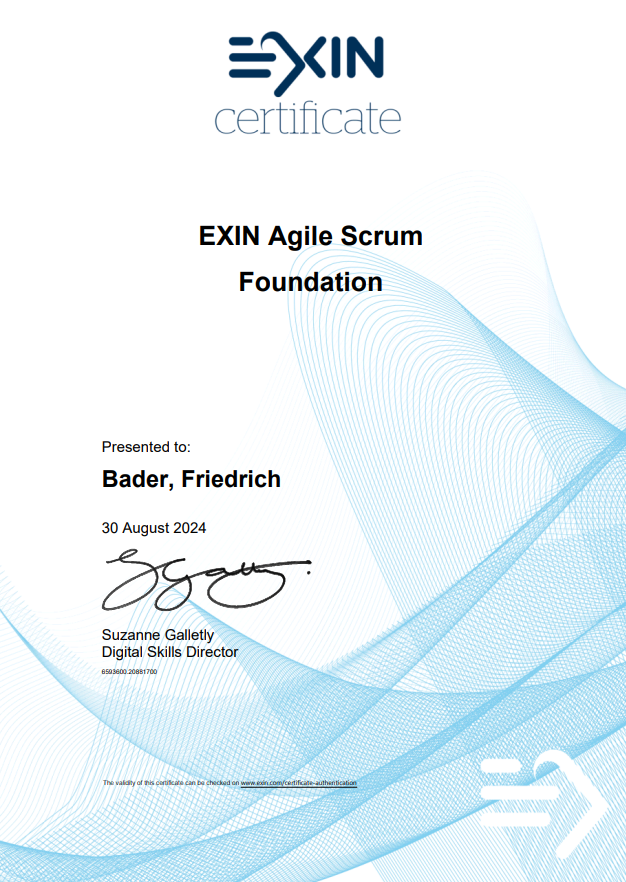 EXIN
certificate
EXIN Agile Scrum
Foundation
Presented to:
Bader, Friedrich
30 August 2024
Suzanne Galletly
Digital Skills Director
6593600.20881700
The validity of this certificate can be checked on www.exin.com/certificate-authentication